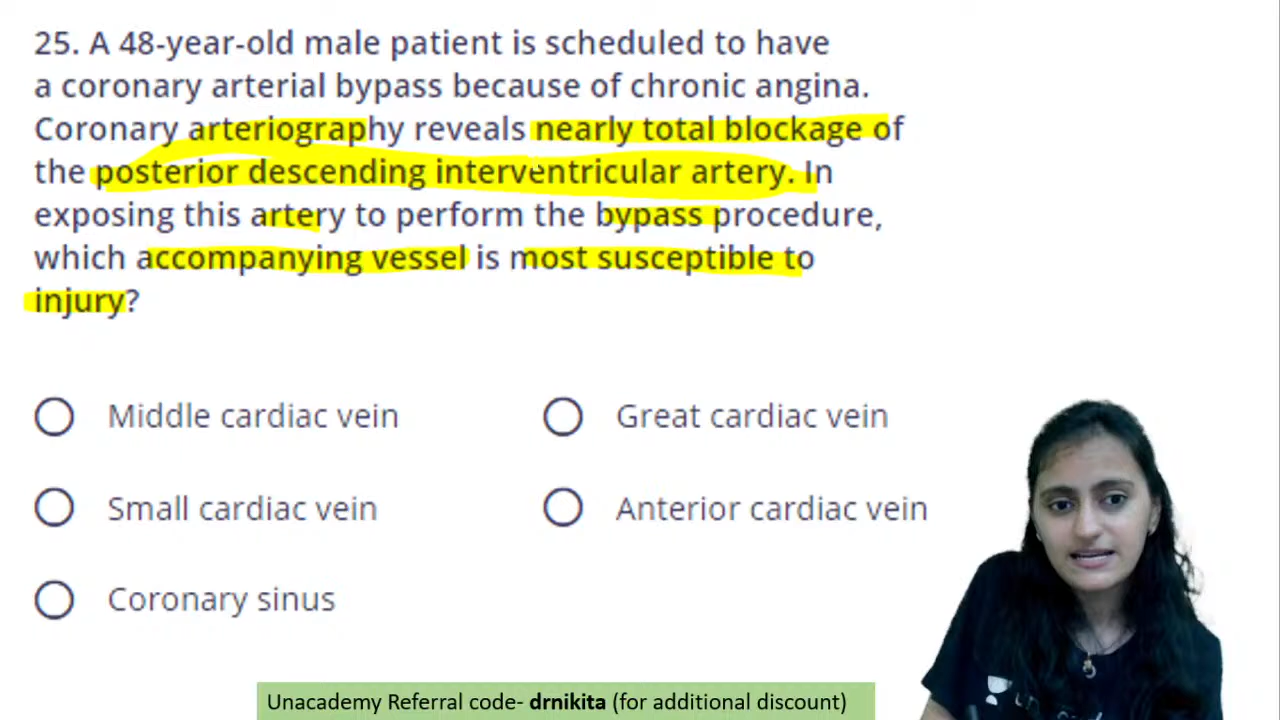 25. A 48-year-old male patient is scheduled to have
a coronary arterial bypass because of chronic angina.
Coronary arteriography reveals nearly total blockage of
the posterior descending interventricular artery. In
exposing this artery to perform the bypass procedure,
which accompanying vessel is most susceptible to
injury?
Middle cardiac vein
Great cardiac vein
Small cardiac vein
Anterior cardiac vein
Coronary sinus
Unacademy Referral code- drnikita (for additional discount)